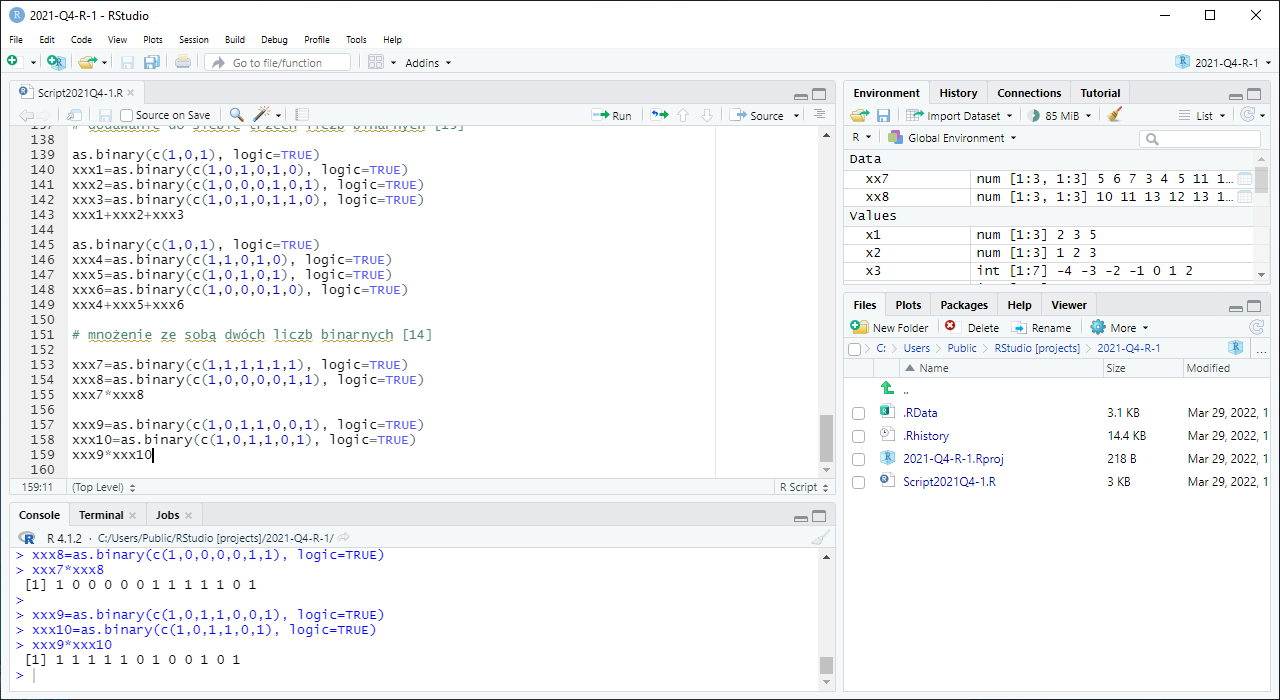 2021-Q4-R-1 - RStudio
File Edit Code View Plots Session Build Debug Profile Tools Help
Go to file/function Addins 2021-Q4-R-1
Script2021Q4-1.R
Source on Save Run Source
137 # dodawanie do siebie trzech liczb binarnych [13]
138
139 as.binary(c(1,0,1), logic=TRUE)
140 xxx1=as.binary(c(1,0,1,0,1,0), logic=TRUE)
141 xxx2=as.binary(c(1,0,0,0,1,0,1), logic=TRUE)
142 xxx3=as.binary(c(1,0,1,0,1,1,0), logic=TRUE)
143 xxx1+xxx2+xxx3
144
145 as.binary(c(1,0,1), logic=TRUE)
146 xxx4=as.binary(c(1,1,0,1,0), logic=TRUE)
147 xxx5=as.binary(c(1,0,1,0,1), logic=TRUE)
148 xxx6=as.binary(c(1,0,0,0,1,0), logic=TRUE)
149 xxx4+xxx5+xxx6
150
151 # mnożenie ze sobą dwóch liczb binarnych [14]
152
153 xxx7=as.binary(c(1,1,1,1,1,1), logic=TRUE)
154 xxx8=as.binary(c(1,0,0,0,0,1,1), logic=TRUE)
155 xxx7*xxx8
156
157 xxx9=as.binary(c(1,0,1,1,0,0,1), logic=TRUE)
158 xxx10=as.binary(c(1,0,1,1,0,1), logic=TRUE)
159 xxx9*xxx10
160
159:11 (Top Level) R Script
Console Terminal Jobs
R 4.1.2 · C:/Users/Public/RStudio [projects]/2021-Q4-R-1/
> xxx8=as.binary(c(1,0,0,0,0,1,1), logic=TRUE)
> xxx7*xxx8
[1] 1 0 0 0 0 0 1 1 1 1 1 0 1
>
> xxx9=as.binary(c(1,0,1,1,0,0,1), logic=TRUE)
> xxx10=as.binary(c(1,0,1,1,0,1), logic=TRUE)
> xxx9*xxx10
[1] 1 1 1 1 1 0 1 0 0 1 0 1
>
Environment History Connections Tutorial
Import Dataset 85 MiB List
R Global Environment
Data
xx7 num [1:3, 1:3] 5 6 7 3 4 5 11 1…
xx8 num [1:3, 1:3] 10 11 13 12 13 1…
Values
x1 num [1:3] 2 3 5
x2 num [1:3] 1 2 3
x3 int [1:7] -4 -3 -2 -1 0 1 2
Files Plots Packages Help Viewer
New Folder Delete Rename More
C: Users Public RStudio [projects] 2021-Q4-R-1 ...
Name Size Modified
..
.RData 3.1 KB Mar 29, 2022, 1
.Rhistory 14.4 KB Mar 29, 2022, 1
2021-Q4-R-1.Rproj 218 B Mar 29, 2022, 1
Script2021Q4-1.R 3 KB Mar 29, 2022, 1